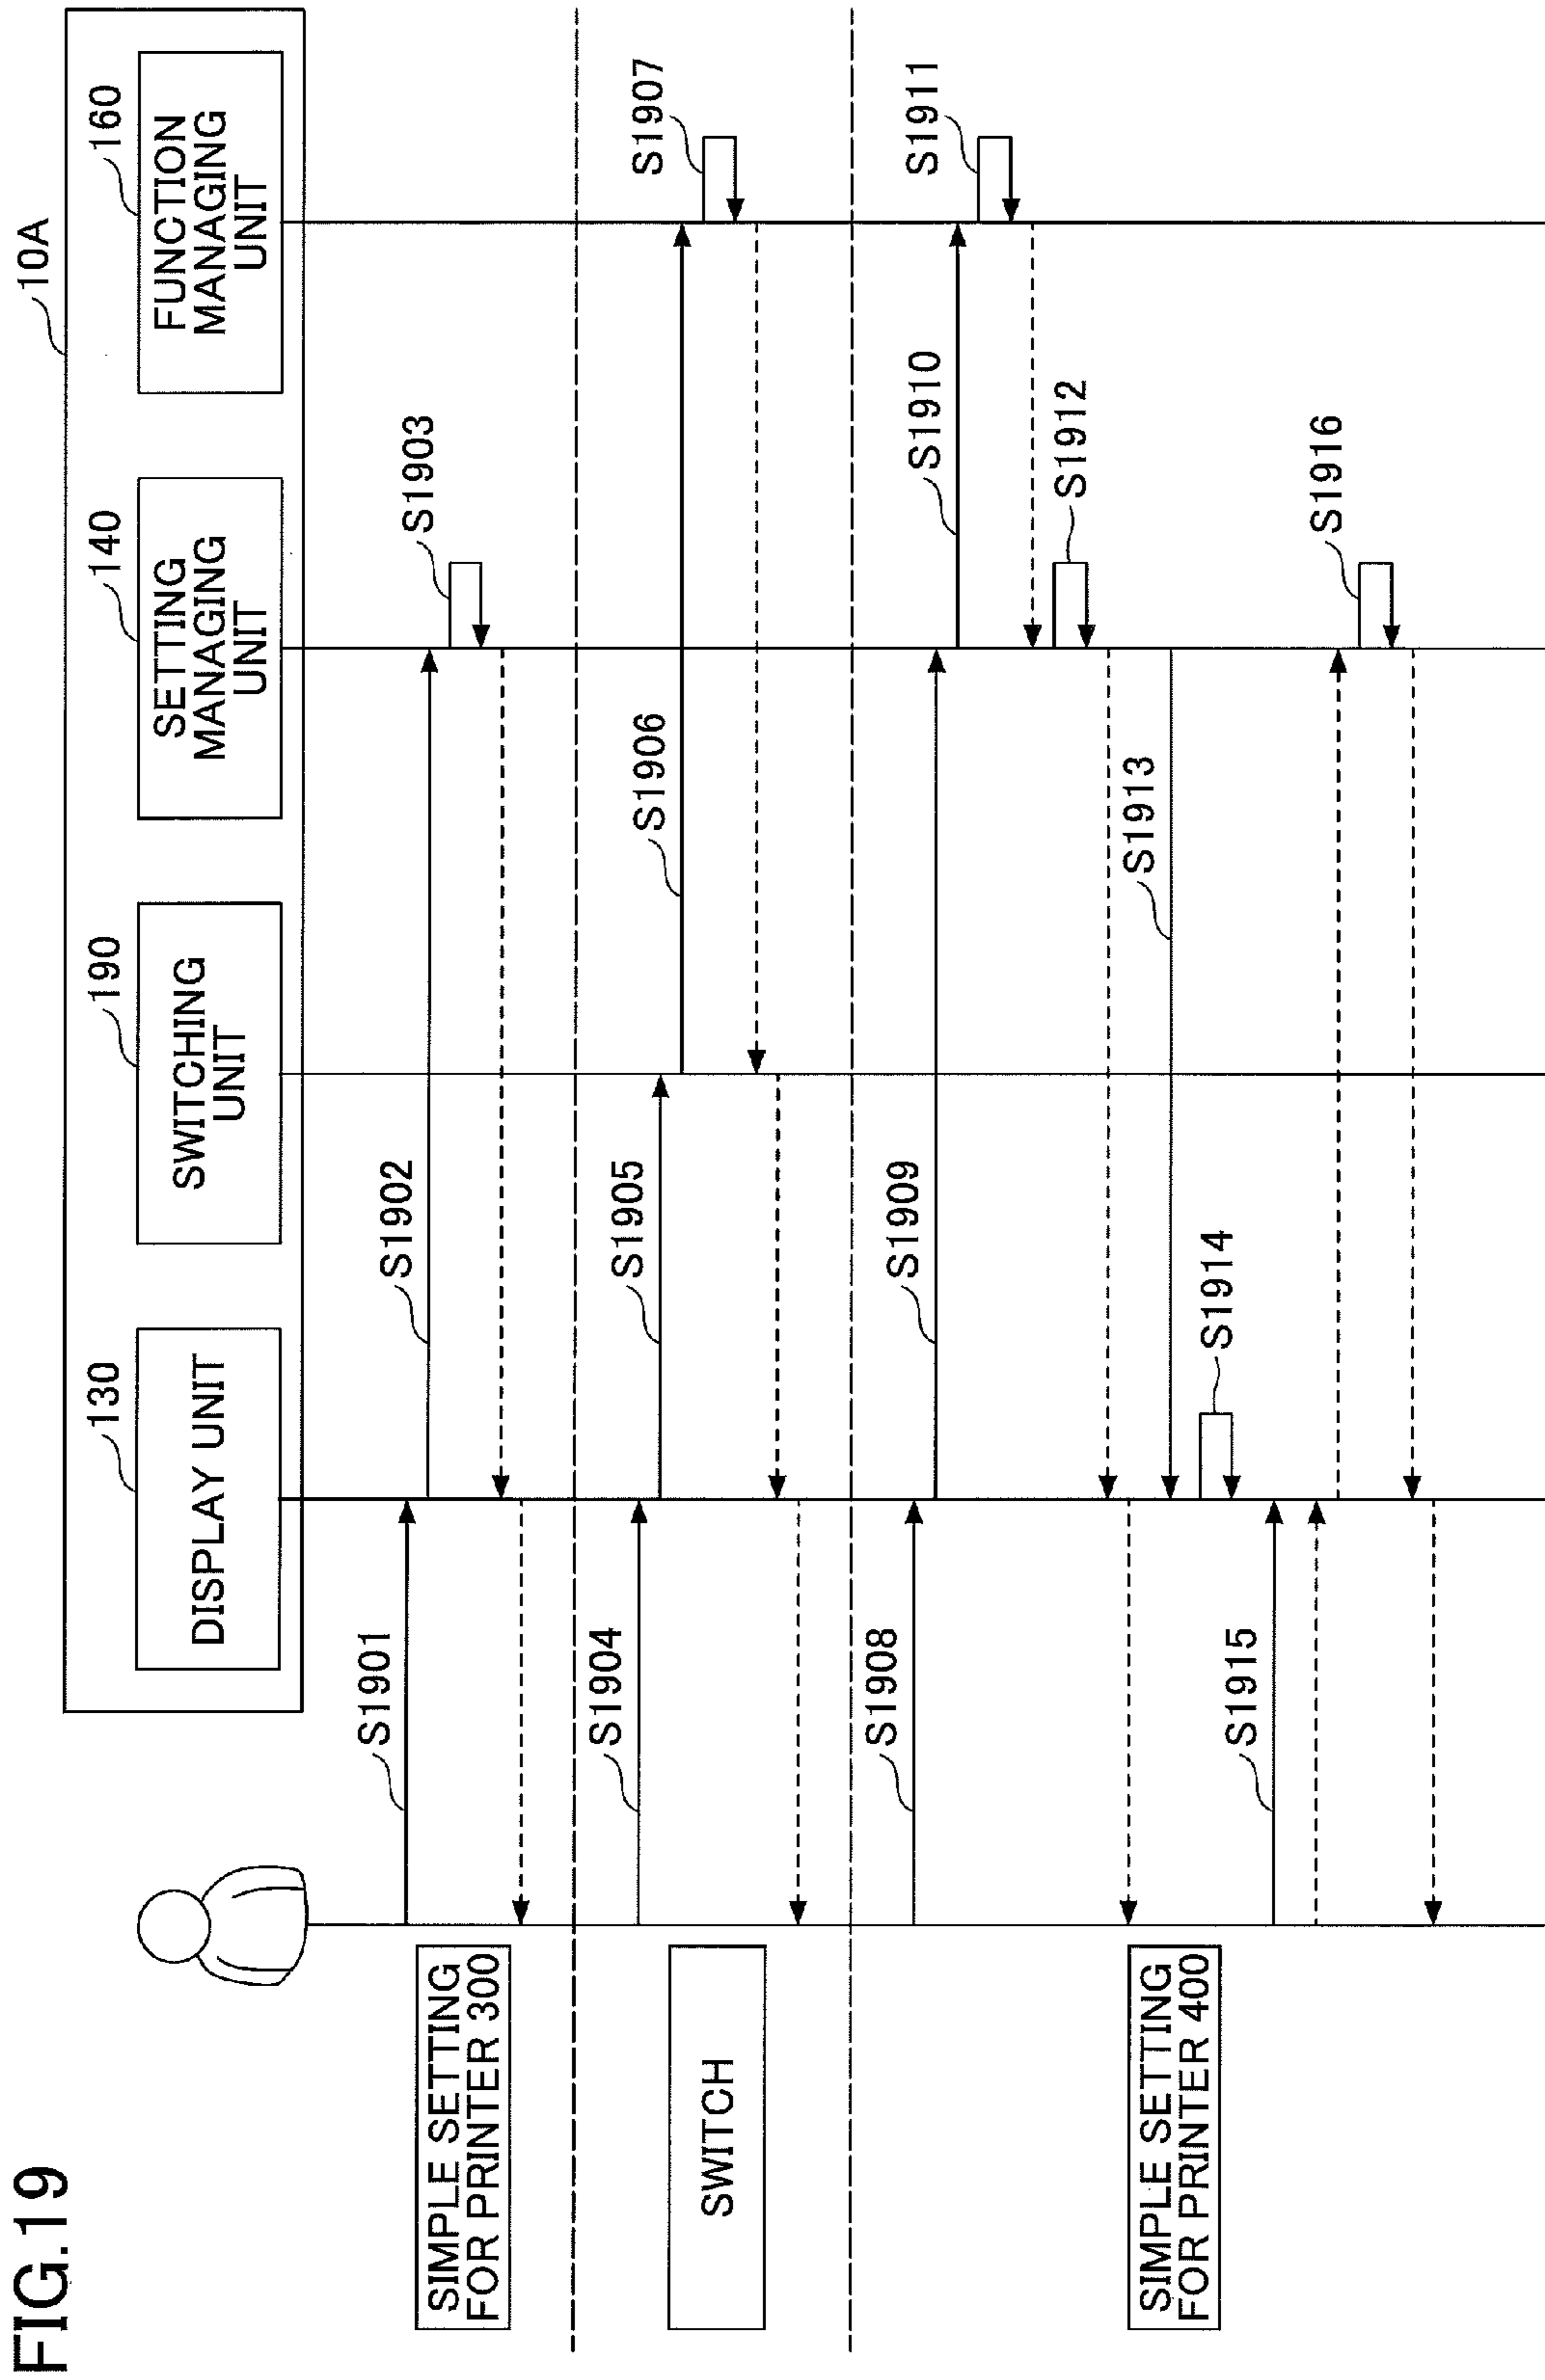 FIG.19
10A
130
190
140
160
DISPLAY UNIT
SWITCHING
UNIT
SETTING
MANAGING
UNIT
FUNCTION
MANAGING
UNIT
SIMPLE SETTING
FOR PRINTER 300
S1901
S1902
S1903
SWITCH
S1904
S1905
S1906
S1907
SIMPLE SETTING
FOR PRINTER 400
S1908
S1909
S1910
S1911
S1912
S1913
S1914
S1915
S1916